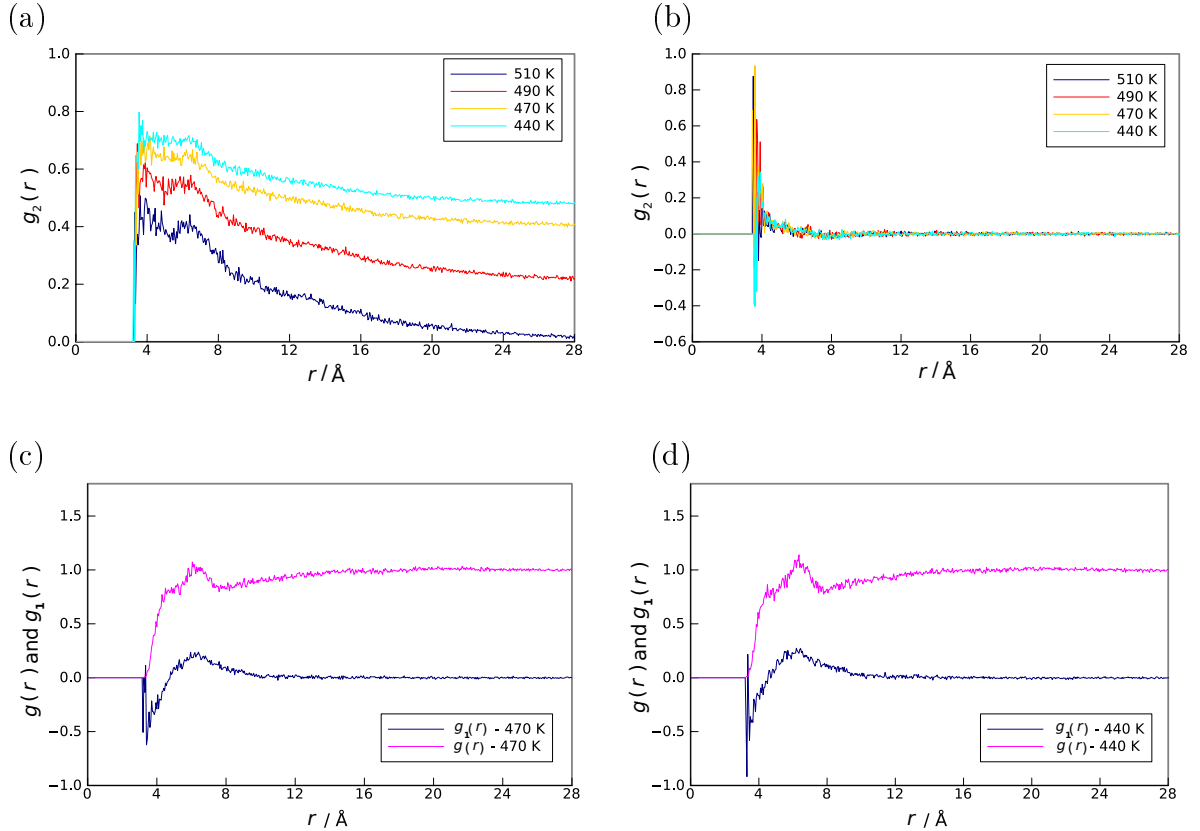 (a)
1.0
0.8
0.6
0.4
0.2
0.0
g2(r)
510 K
490 K
470 K
440 K
4 8 12 16 20 24 28
r / Å
(b)
1.0
0.8
0.6
0.4
0.2
0.0
−0.2
−0.4
−0.6
g2(r)
510 K
490 K
470 K
440 K
0 4 8 12 16 20 24 28
r / Å
(c)
1.5
1.0
0.5
0.0
−0.5
−1.0
g(r) and g1(r)
g1(r) - 470 K
g(r) - 470 K
0 4 8 12 16 20 24 28
r / Å
(d)
1.5
1.0
0.5
0.0
−0.5
−1.0
g(r) and g1(r)
g1(r) - 440 K
g(r) - 440 K
0 4 8 12 16 20 24 28
r / Å